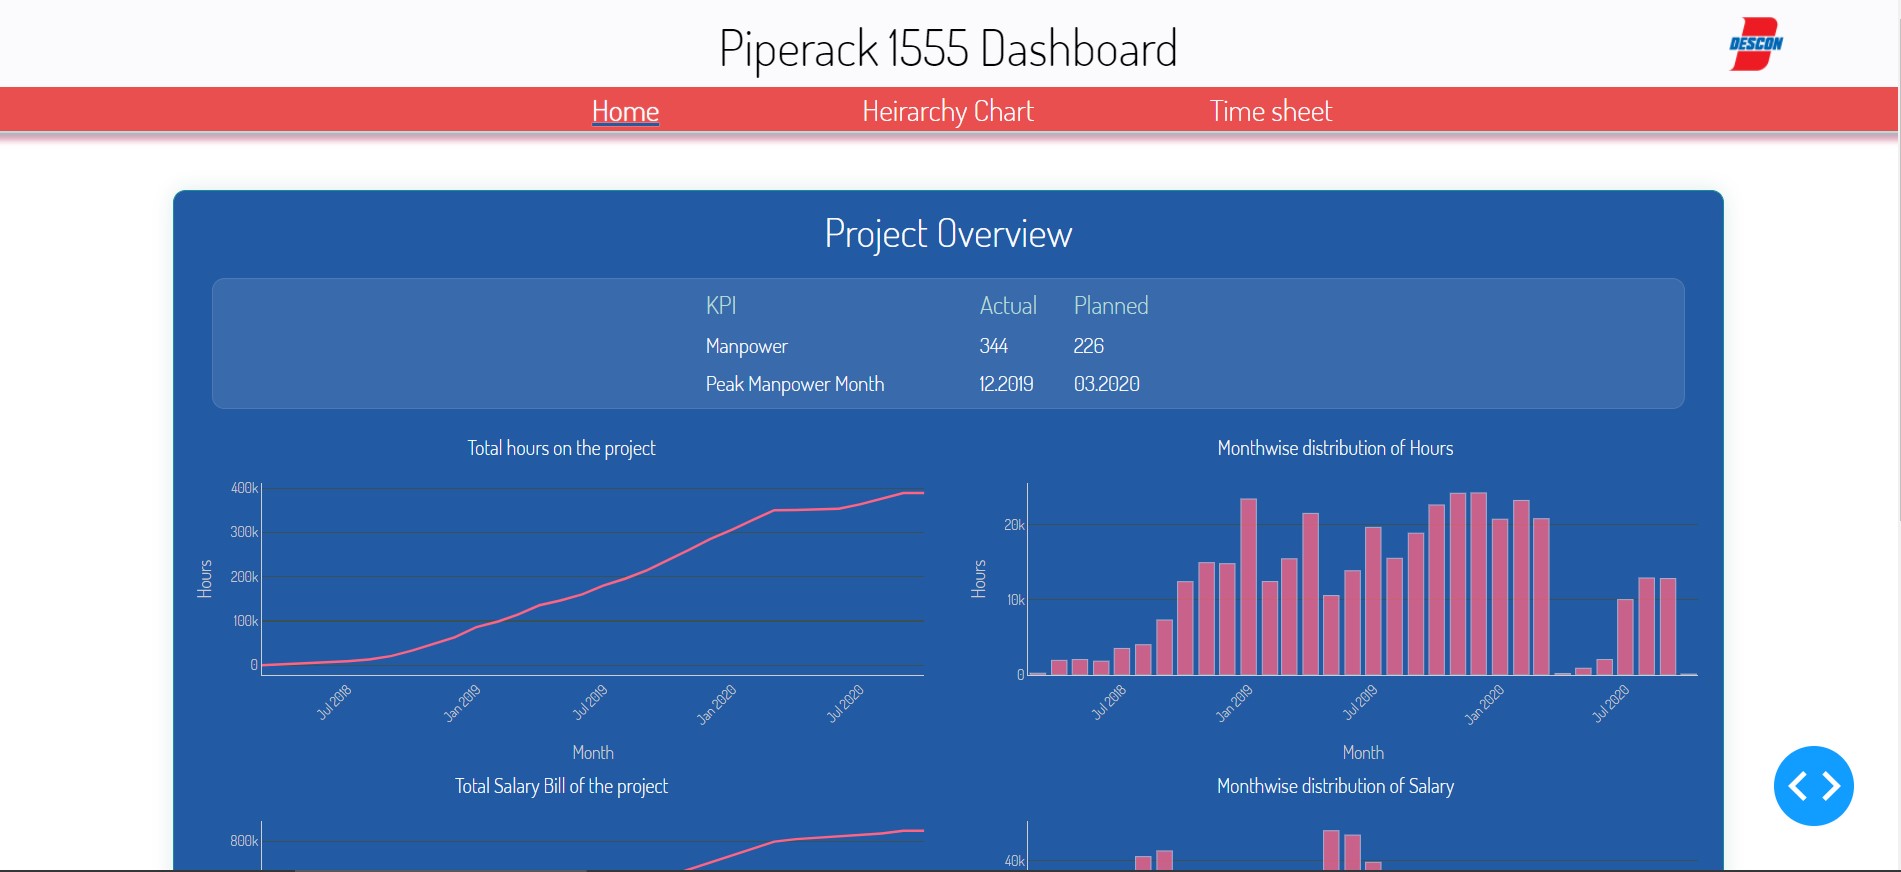 Piperack 1555 Dashboard
DESCON
Home Heirarchy Chart Time sheet
Project Overview
KPI Actual Planned
Manpower 344 226
Peak Manpower Month 12.2019 03.2020
Total hours on the project
400k
300k
200k
100k
0
Hours
Jul 2018 Jan 2019 Jul 2019 Jan 2020 Jul 2020
Month
Monthwise distribution of Hours
20k
10k
0
Hours
Jul 2018 Jan 2019 Jul 2019 Jan 2020 Jul 2020
Month
Total Salary Bill of the project
800k
Monthwise distribution of Salary
40k